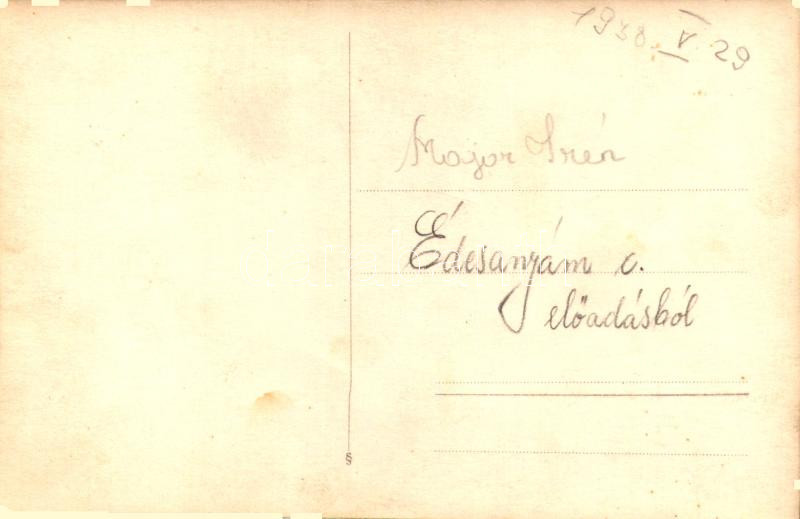 1938. V. 29
Major Irén
Édesanyám c.
előadásból
§